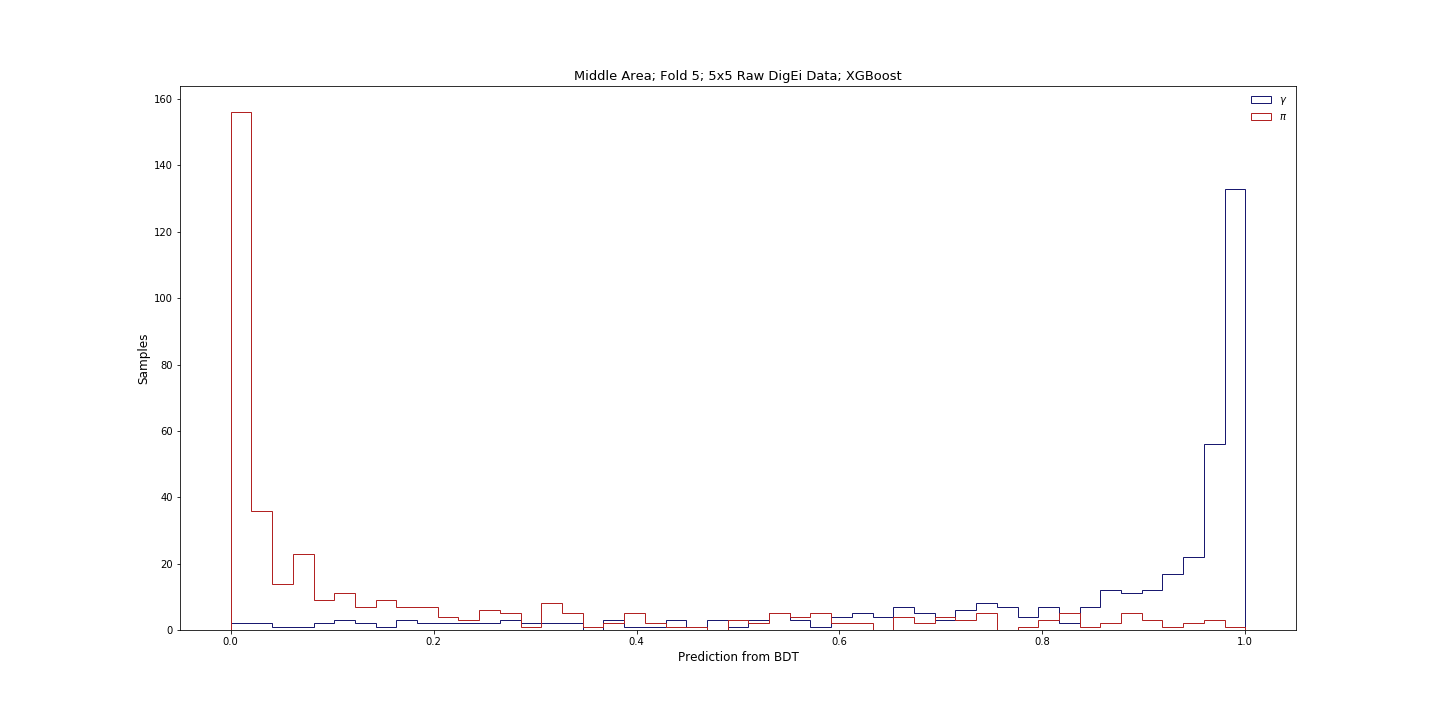 Middle Area; Fold 5; 5x5 Raw DigEi Data; XGBoost
γ
π
160
140
120
100
80
60
40
20
0
Samples
0.0 0.2 0.4 0.6 0.8 1.0
Prediction from BDT